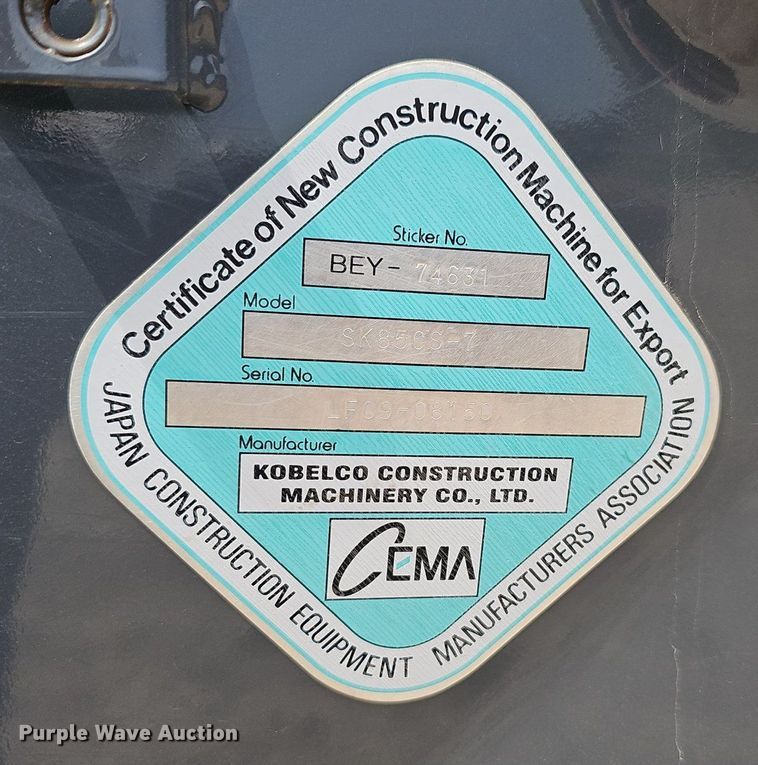 Certificate of New Construction Machine for Export
Sticker No.
BEY- 74631
Model
SK85CS-7
Serial No.
Manufacturer
KOBELCO CONSTRUCTION
MACHINERY CO., LTD.
CEMA
JAPAN CONSTRUCTION EQUIPMENT MANUFACTURERS ASSOCIATION
Purple Wave Auction